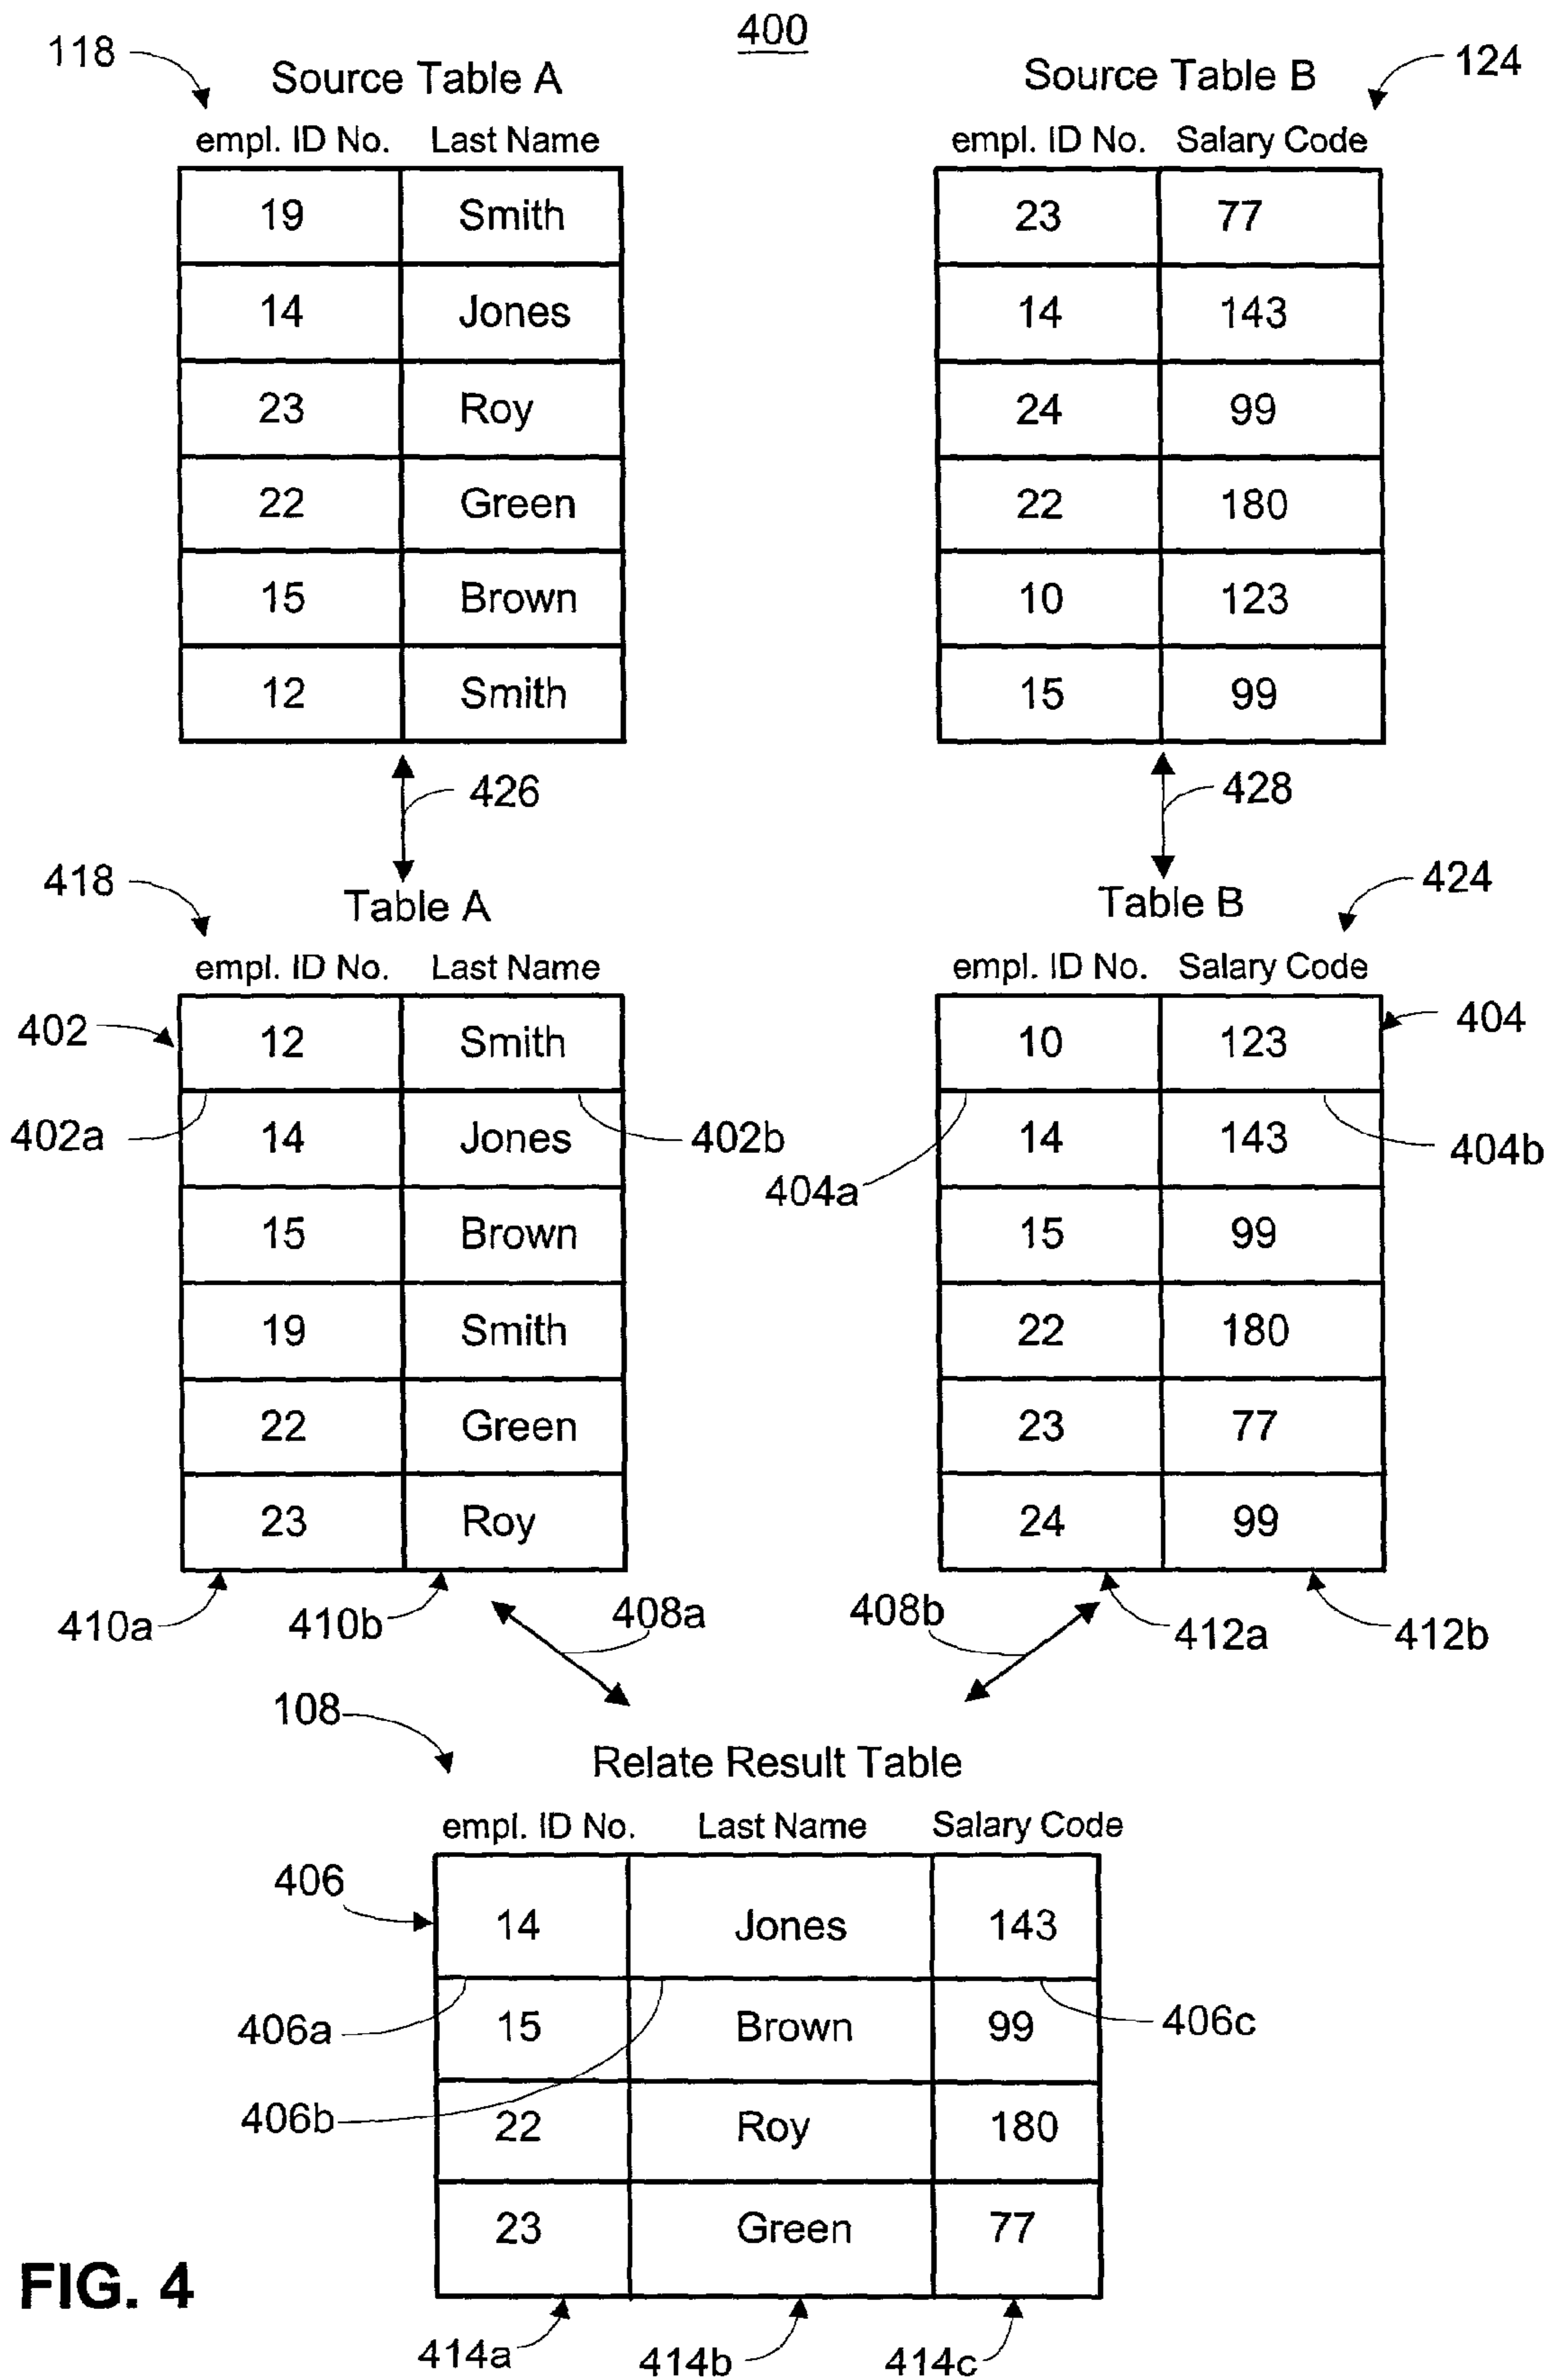 400
118
Source Table A
empl. ID No. Last Name
19 Smith
14 Jones
23 Roy
22 Green
15 Brown
12 Smith
124
Source Table B
empl. ID No. Salary Code
23 77
14 143
24 99
22 180
10 123
15 99
426
428
418
Table A
empl. ID No. Last Name
402
12 Smith
402a
402b
14 Jones
15 Brown
19 Smith
22 Green
23 Roy
410a
410b
408a
424
Table B
empl. ID No. Salary Code
404
10 123
404a
404b
14 143
15 99
22 180
23 77
24 99
408b
412a
412b
108
Relate Result Table
empl. ID No. Last Name Salary Code
406
14 Jones 143
406a
15 Brown 99
406c
406b
22 Roy 180
23 Green 77
414a
414b
414c
FIG. 4